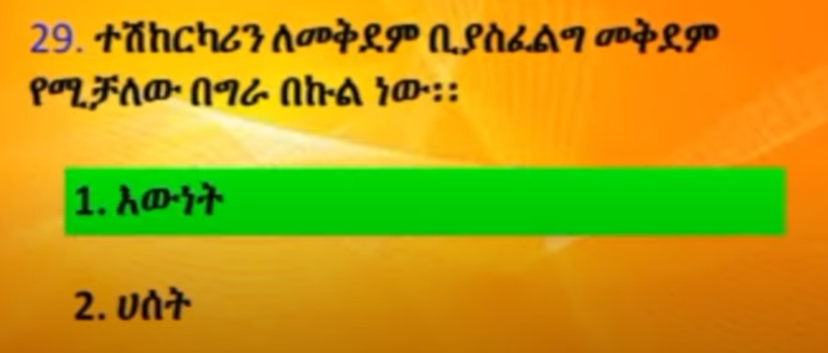 29. ተሽከርካሪን ለመቅደም ቢያስፈልግ መቅደም
የሚቻለው በግራ በኩል ነው፡፡
1. እውነት
2. ሀሰት